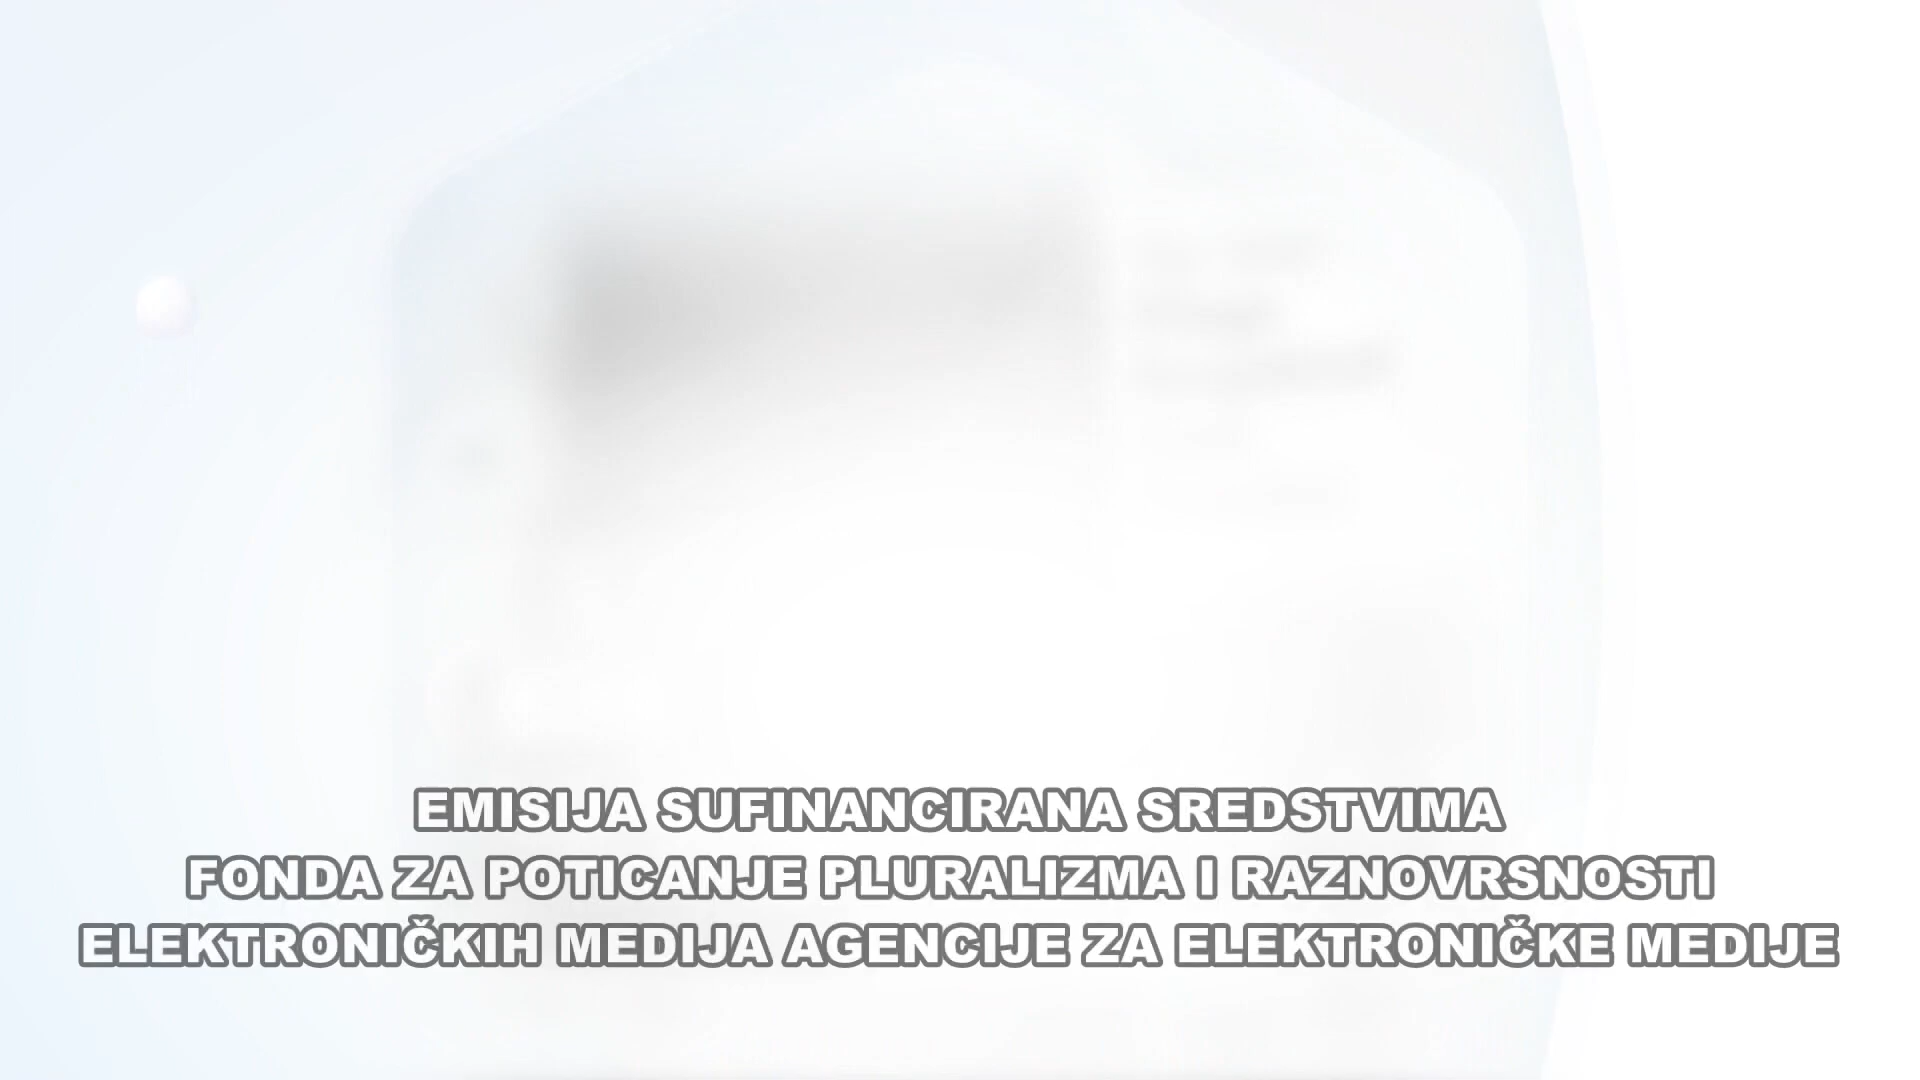 EMISIJA SUFINANCIRANA SREDSTVIMA
FONDA ZA POTICANJE PLURALIZMA I RAZNOVRSNOSTI
ELEKTRONIČKIH MEDIJA AGENCIJE ZA ELEKTRONIČKE MEDIJE